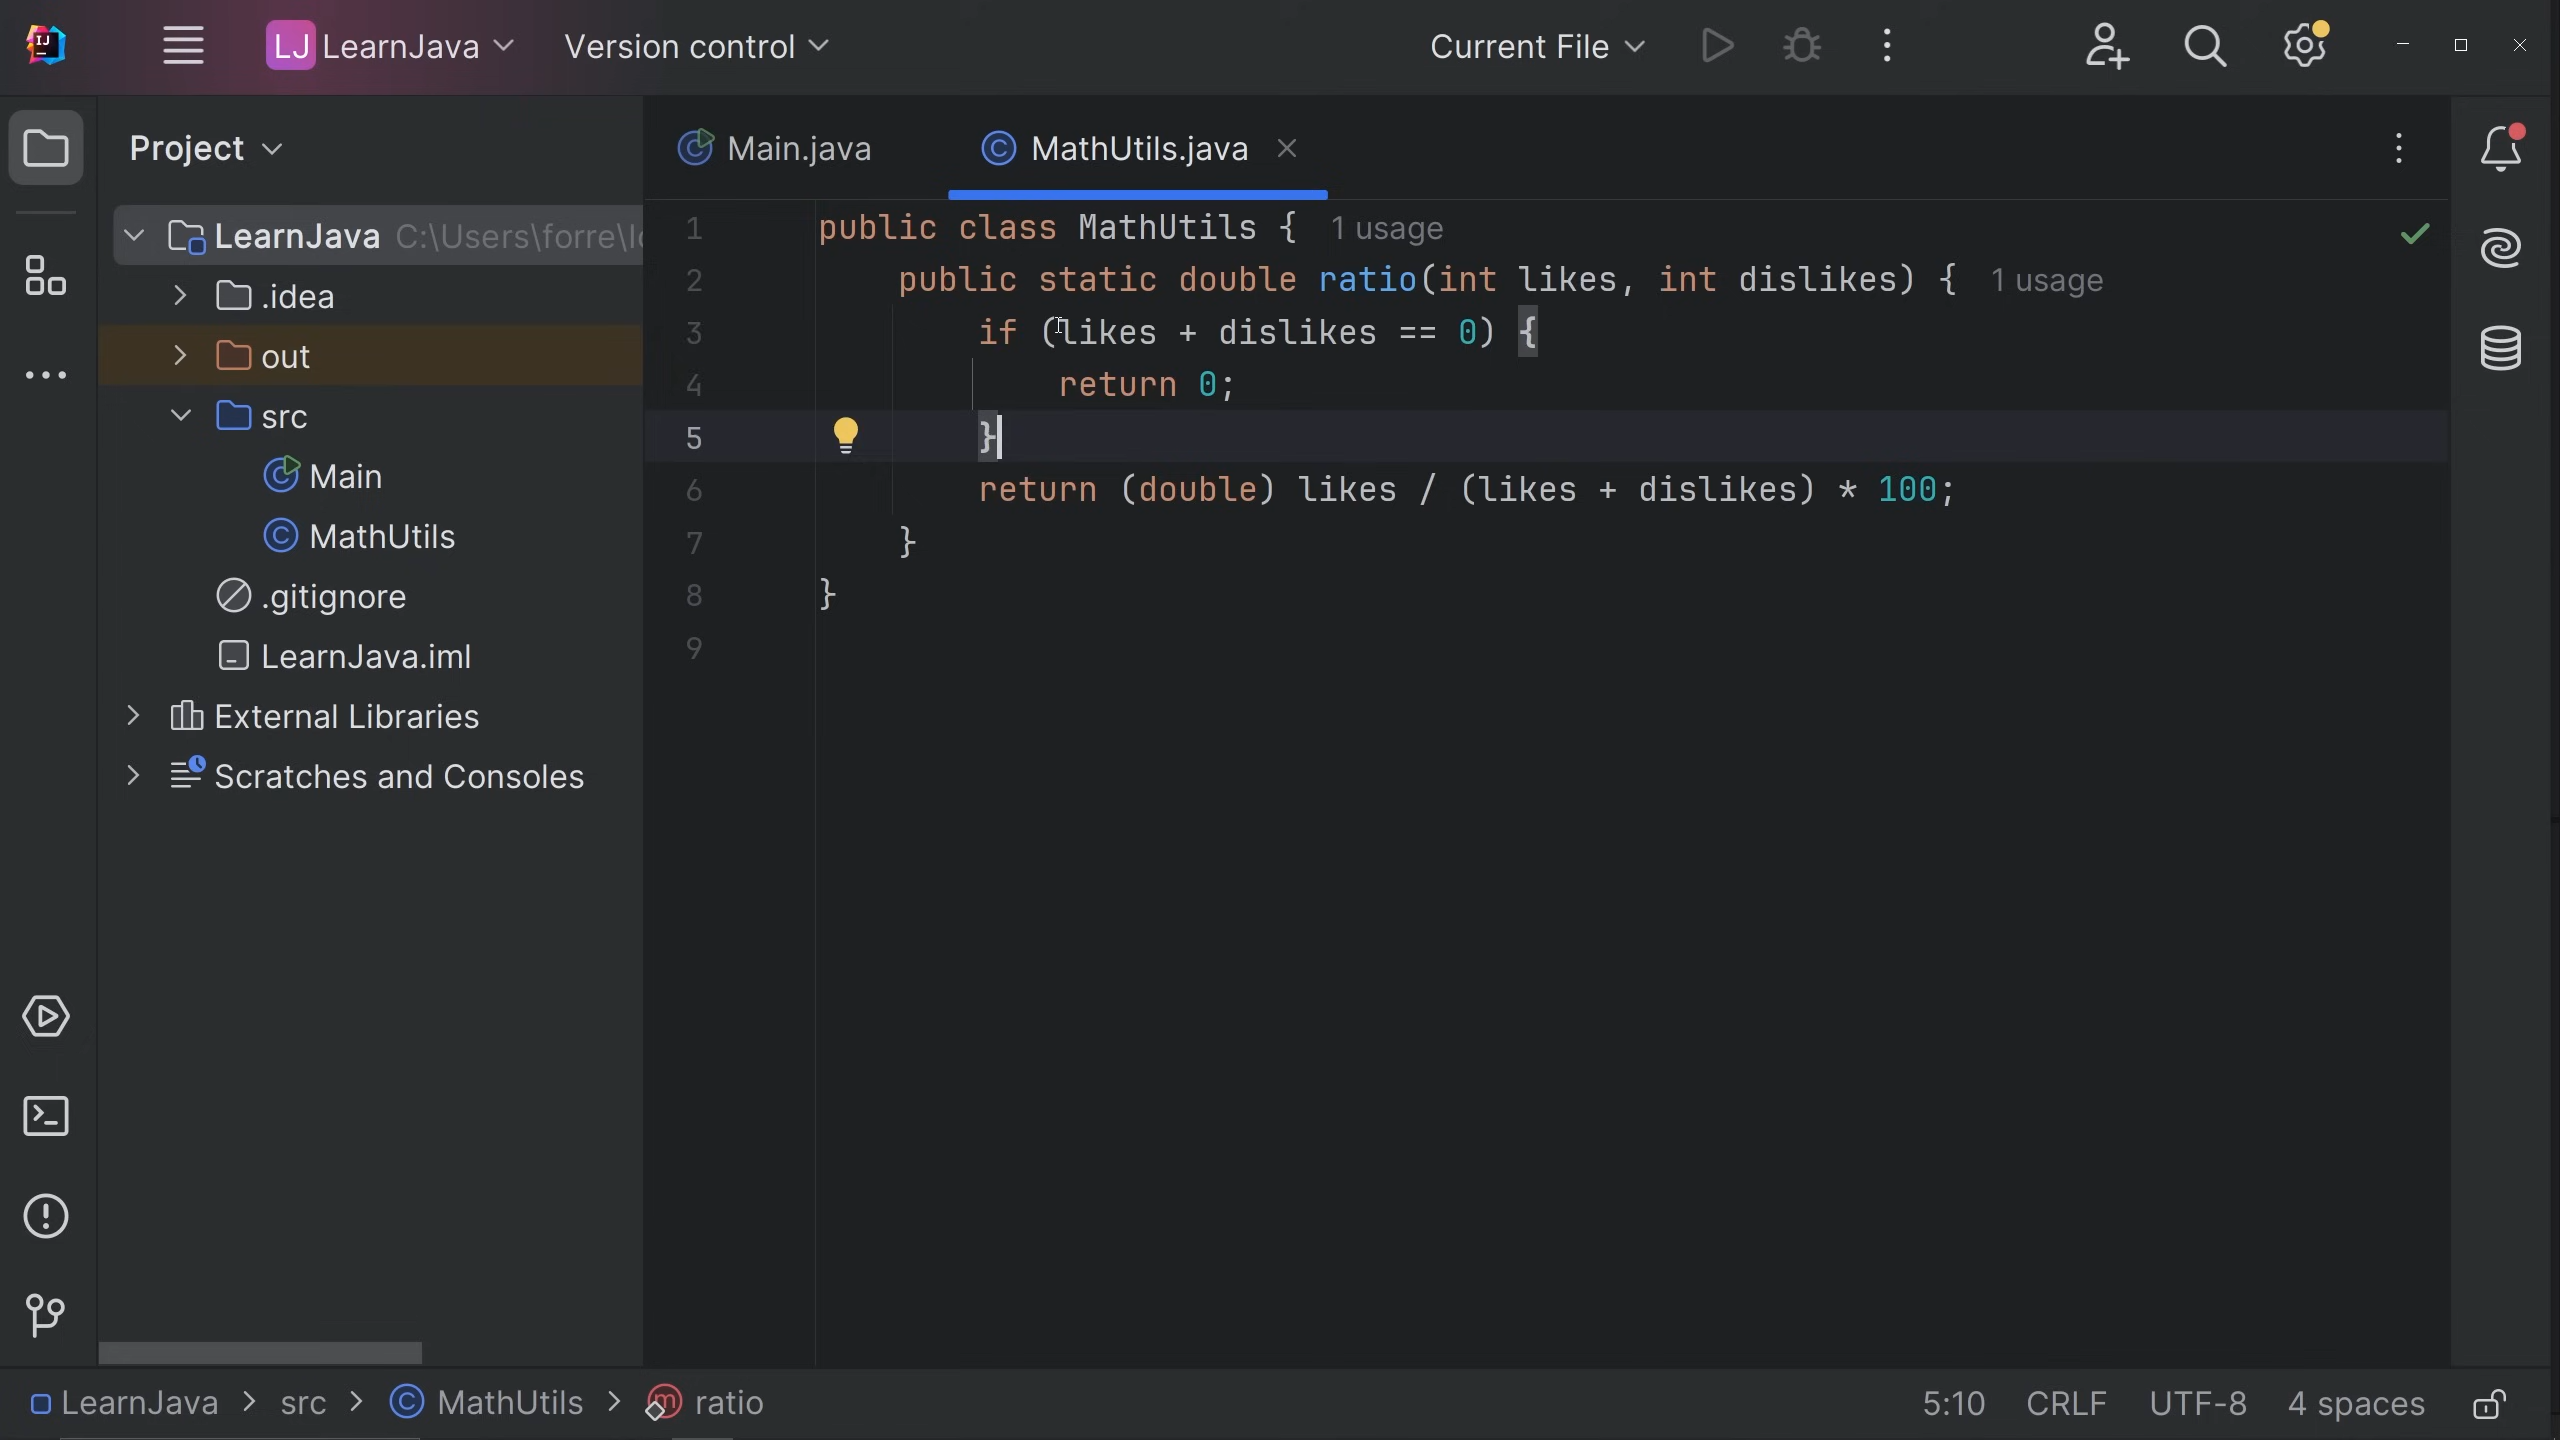 LJ LearnJava Version control Current File
Project
LearnJava C:\Users\forre\Id
.idea
out
src
Main
MathUtils
.gitignore
LearnJava.iml
External Libraries
Scratches and Consoles
Main.java MathUtils.java
1 public class MathUtils { 1 usage
2 public static double ratio(int likes, int dislikes) { 1 usage
3 if (likes + dislikes == 0) {
4 return 0;
5 }
6 return (double) likes / (likes + dislikes) * 100;
7 }
8 }
9
LearnJava > src > MathUtils > ratio 5:10 CRLF UTF-8 4 spaces